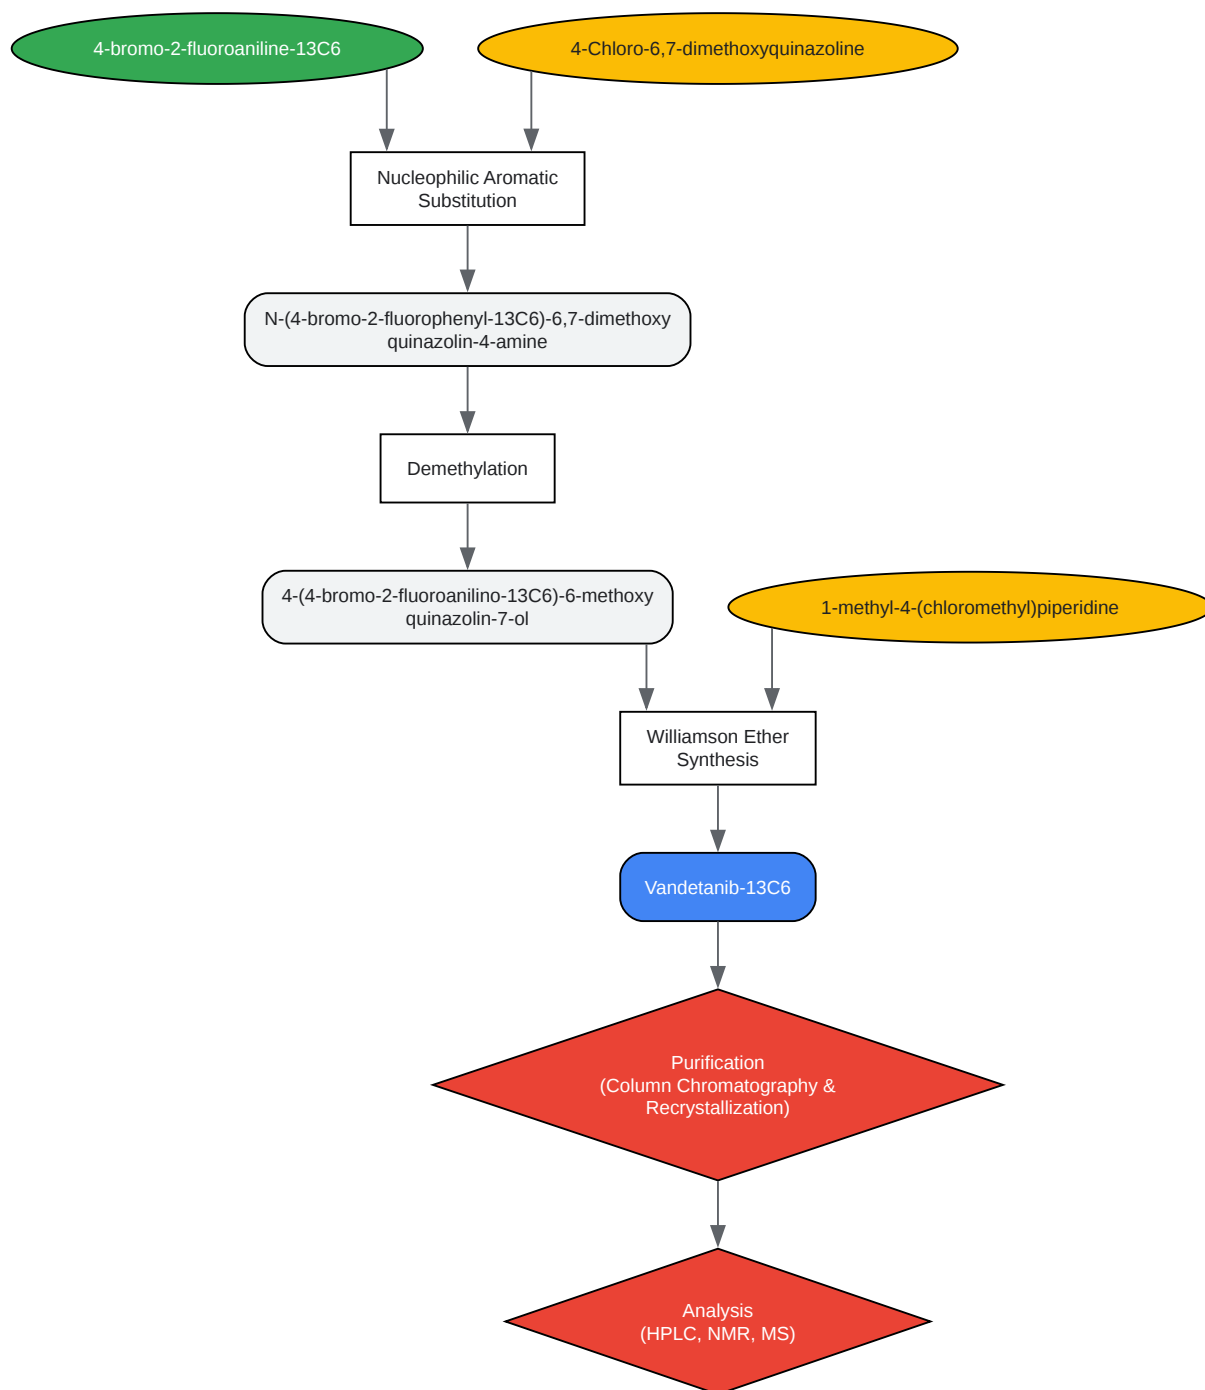 4-bromo-2-fluoroaniline-13C6
4-Chloro-6,7-dimethoxyquinazoline
Nucleophilic Aromatic
Substitution
N-(4-bromo-2-fluorophenyl-13C6)-6,7-dimethoxy
quinazolin-4-amine
Demethylation
4-(4-bromo-2-fluoroanilino-13C6)-6-methoxy
quinazolin-7-ol
1-methyl-4-(chloromethyl)piperidine
Williamson Ether
Synthesis
Vandetanib-13C6
Purification
(Column Chromatography &
Recrystallization)
Analysis
(HPLC, NMR, MS)